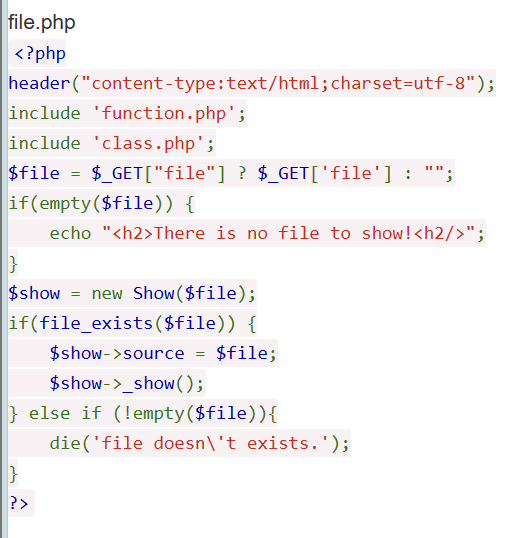 file.php
<?php
header("content-type:text/html;charset=utf-8");
include 'function.php';
include 'class.php';
$file = $_GET["file"] ? $_GET['file'] : "";
if(empty($file)) {
    echo "<h2>There is no file to show!<h2/>";
}
$show = new Show($file);
if(file_exists($file)) {
    $show->source = $file;
    $show->_show();
} else if (!empty($file)){
    die('file doesn\'t exists.');
}
?>